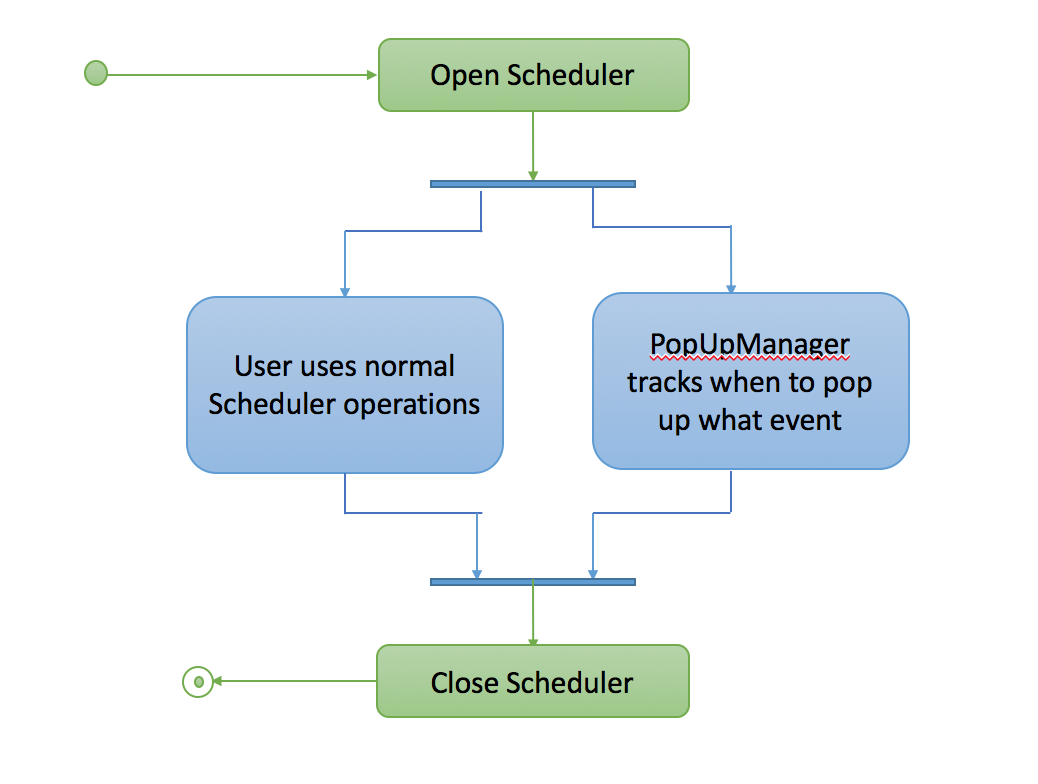 Open Scheduler
User uses normal
Scheduler operations
PopUpManager
tracks when to pop
up what event
Close Scheduler